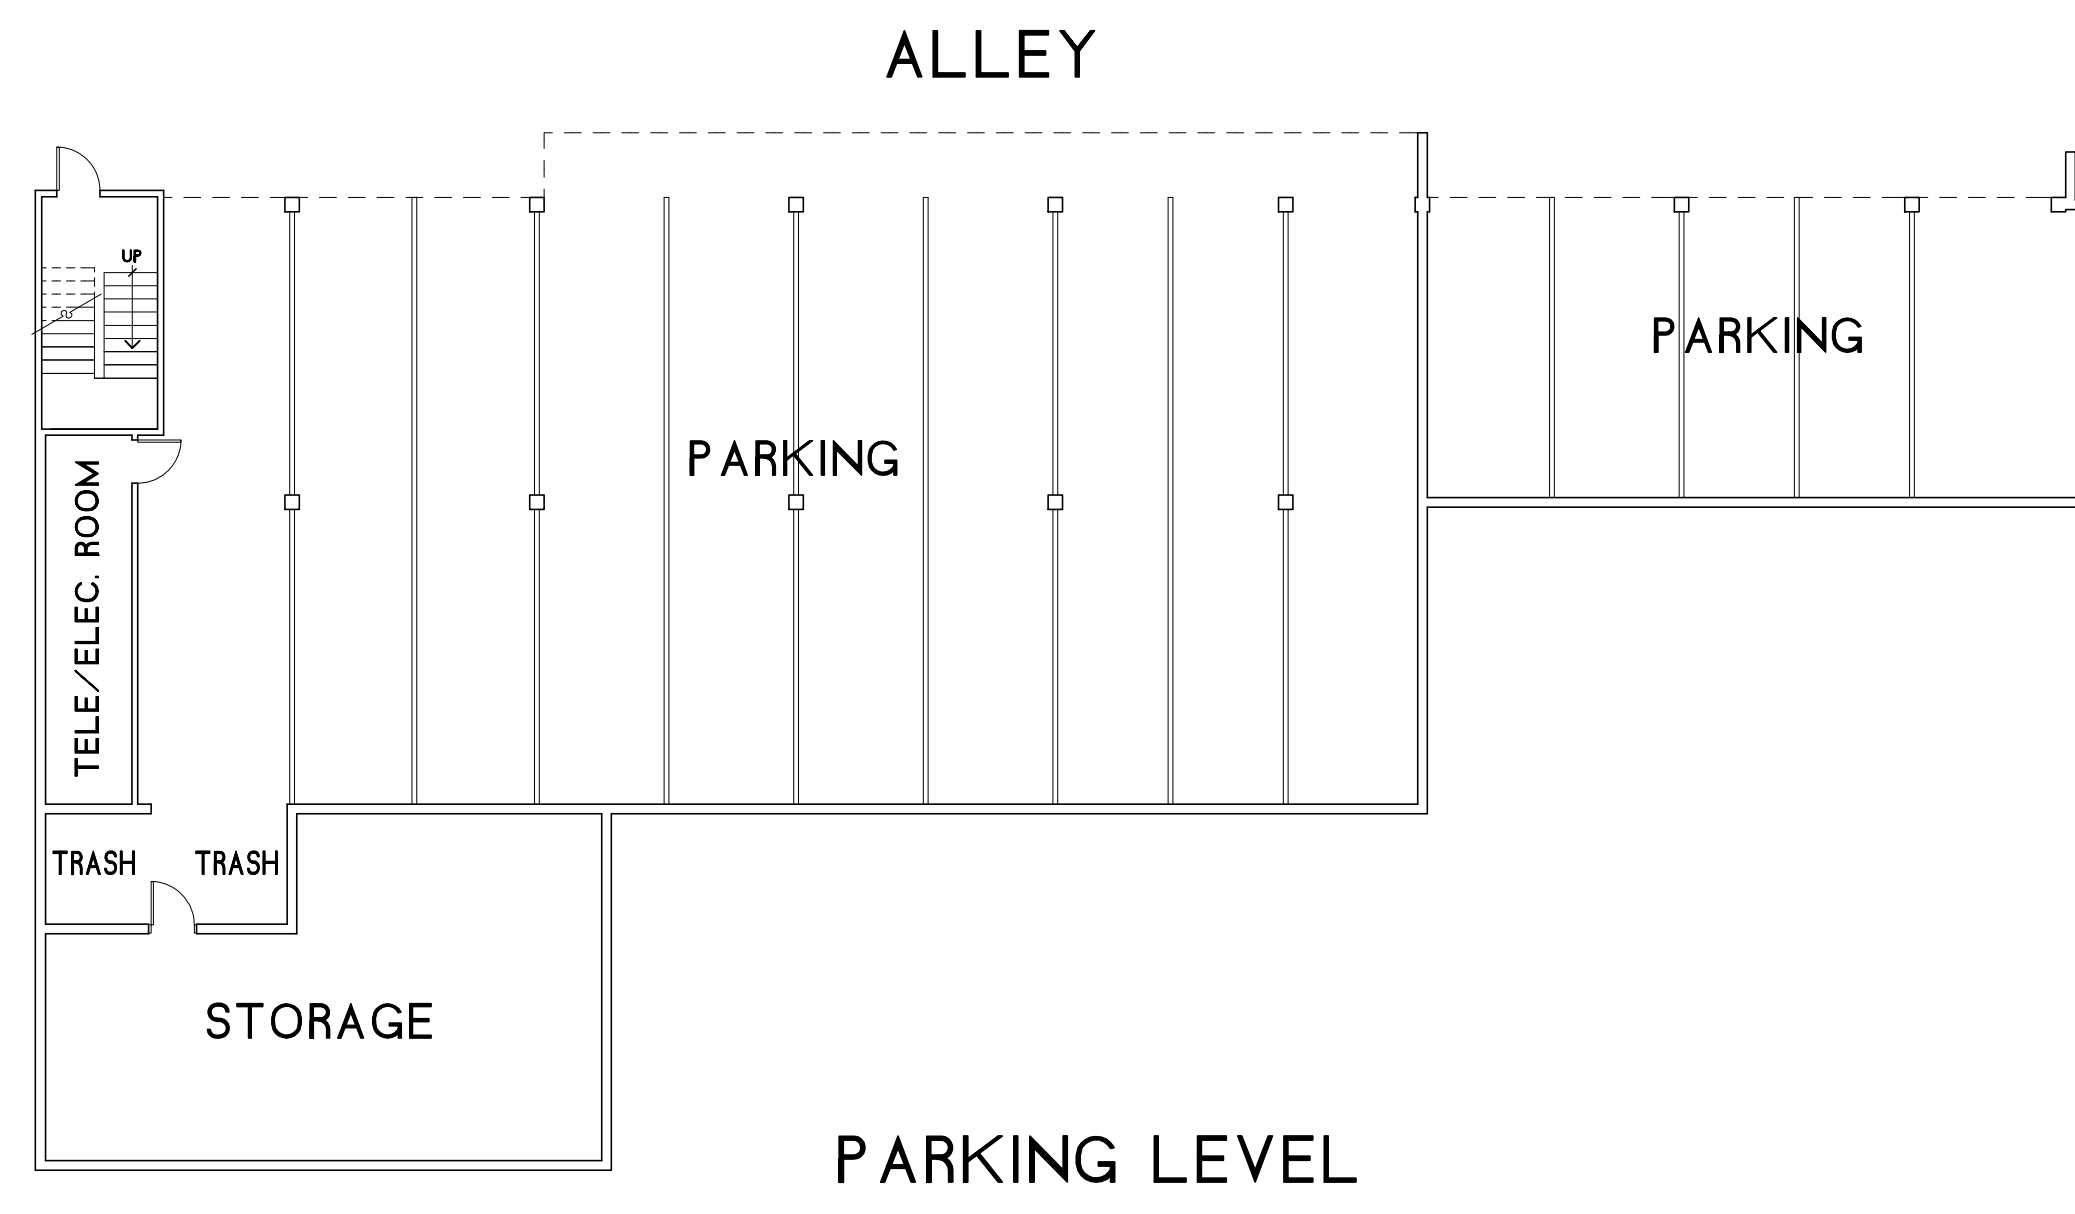 ALLEY
UP
PARKING
PARKING
TELE/ELEC. ROOM
TRASH
TRASH
STORAGE
PARKING LEVEL